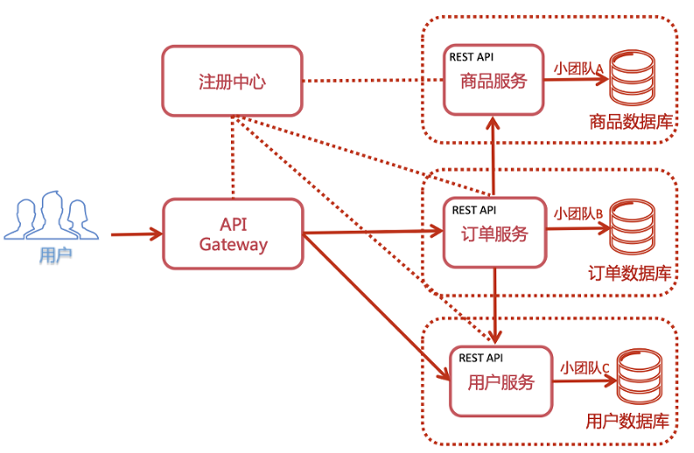 注册中心
REST API
商品服务
小团队A
商品数据库
用户
API
Gateway
REST API
订单服务
小团队B
订单数据库
REST API
用户服务
小团队C
用户数据库